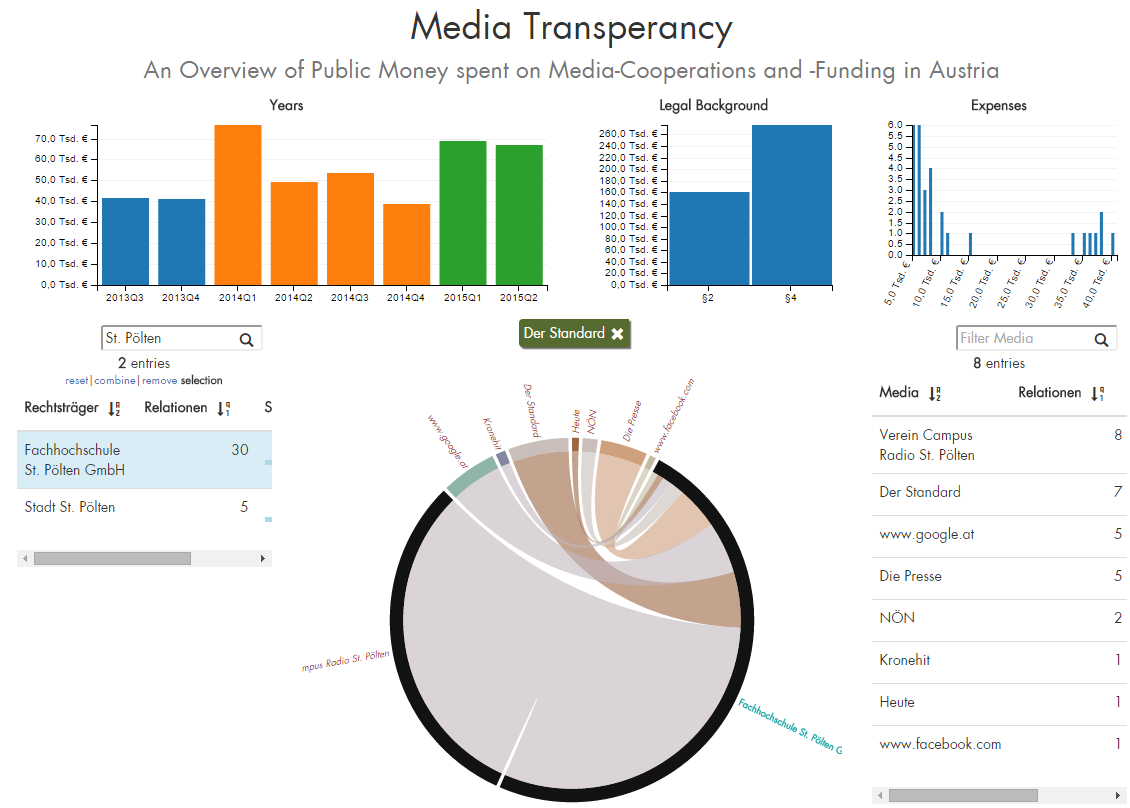 Media Transperancy
An Overview of Public Money spent on Media-Cooperations and -Funding in Austria
Years
70,0 Tsd. €
60,0 Tsd. €
50,0 Tsd. €
40,0 Tsd. €
30,0 Tsd. €
20,0 Tsd. €
10,0 Tsd. €
0,0 Tsd. €
2013Q3 2013Q4 2014Q1 2014Q2 2014Q3 2014Q4 2015Q1 2015Q2
Legal Background
260,0 Tsd. €
240,0 Tsd. €
220,0 Tsd. €
200,0 Tsd. €
180,0 Tsd. €
160,0 Tsd. €
140,0 Tsd. €
120,0 Tsd. €
100,0 Tsd. €
80,0 Tsd. €
60,0 Tsd. €
40,0 Tsd. €
20,0 Tsd. €
0,0 Tsd. €
§2 §4
Expenses
6.0
5.5
5.0
4.5
4.0
3.5
3.0
2.5
2.0
1.5
1.0
0.5
0.0
5,0 Tsd. € 10,0 Tsd. € 15,0 Tsd. € 20,0 Tsd. € 25,0 Tsd. € 30,0 Tsd. € 35,0 Tsd. € 40,0 Tsd. €
St. Pölten
2 entries
reset|combine|remove selection
Rechtsträger Relationen S
Fachhochschule 30
St. Pölten GmbH
Stadt St. Pölten 5
Der Standard
www.google.at
Kronehit
Der Standard
Heute
NÖN
Die Presse
www.facebook.com
mpus Radio St. Pölten
Fachhochschule St. Pölten G
Filter Media
8 entries
Media Relationen
Verein Campus 8
Radio St. Pölten
Der Standard 7
www.google.at 5
Die Presse 5
NÖN 2
Kronehit 1
Heute 1
www.facebook.com 1